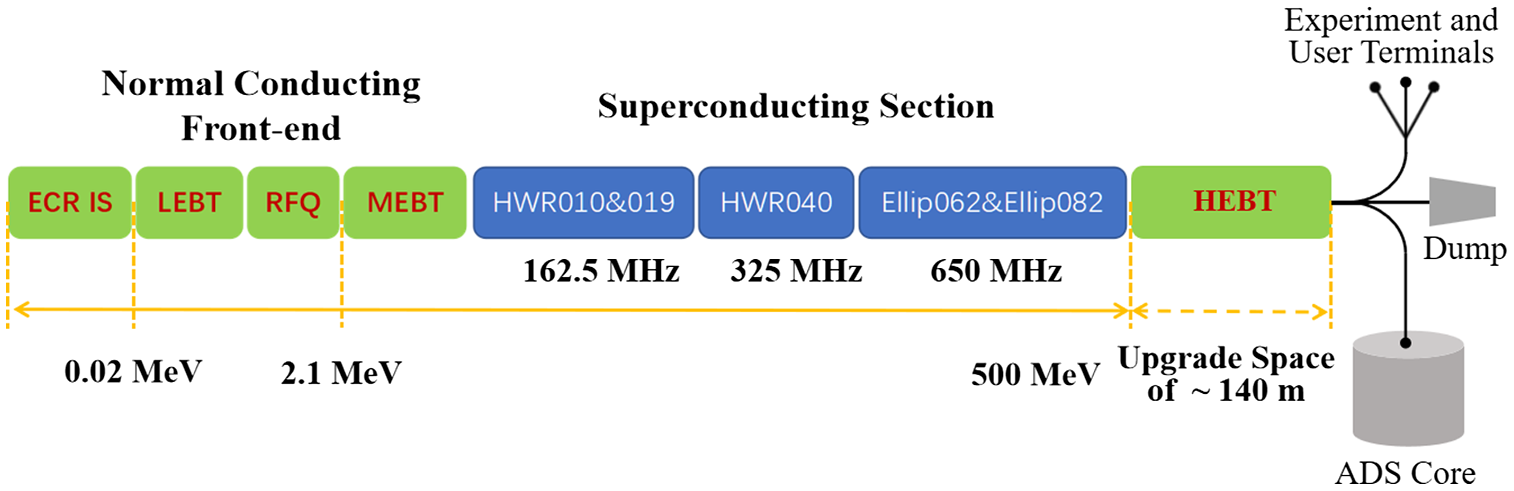 Experiment and
User Terminals
Normal Conducting
Front-end
Superconducting Section
ECR IS
LEBT
RFQ
MEBT
HWR010&019
HWR040
Ellip062&Ellip082
HEBT
Dump
162.5 MHz
325 MHz
650 MHz
0.02 MeV
2.1 MeV
500 MeV
Upgrade Space
of ~ 140 m
ADS Core